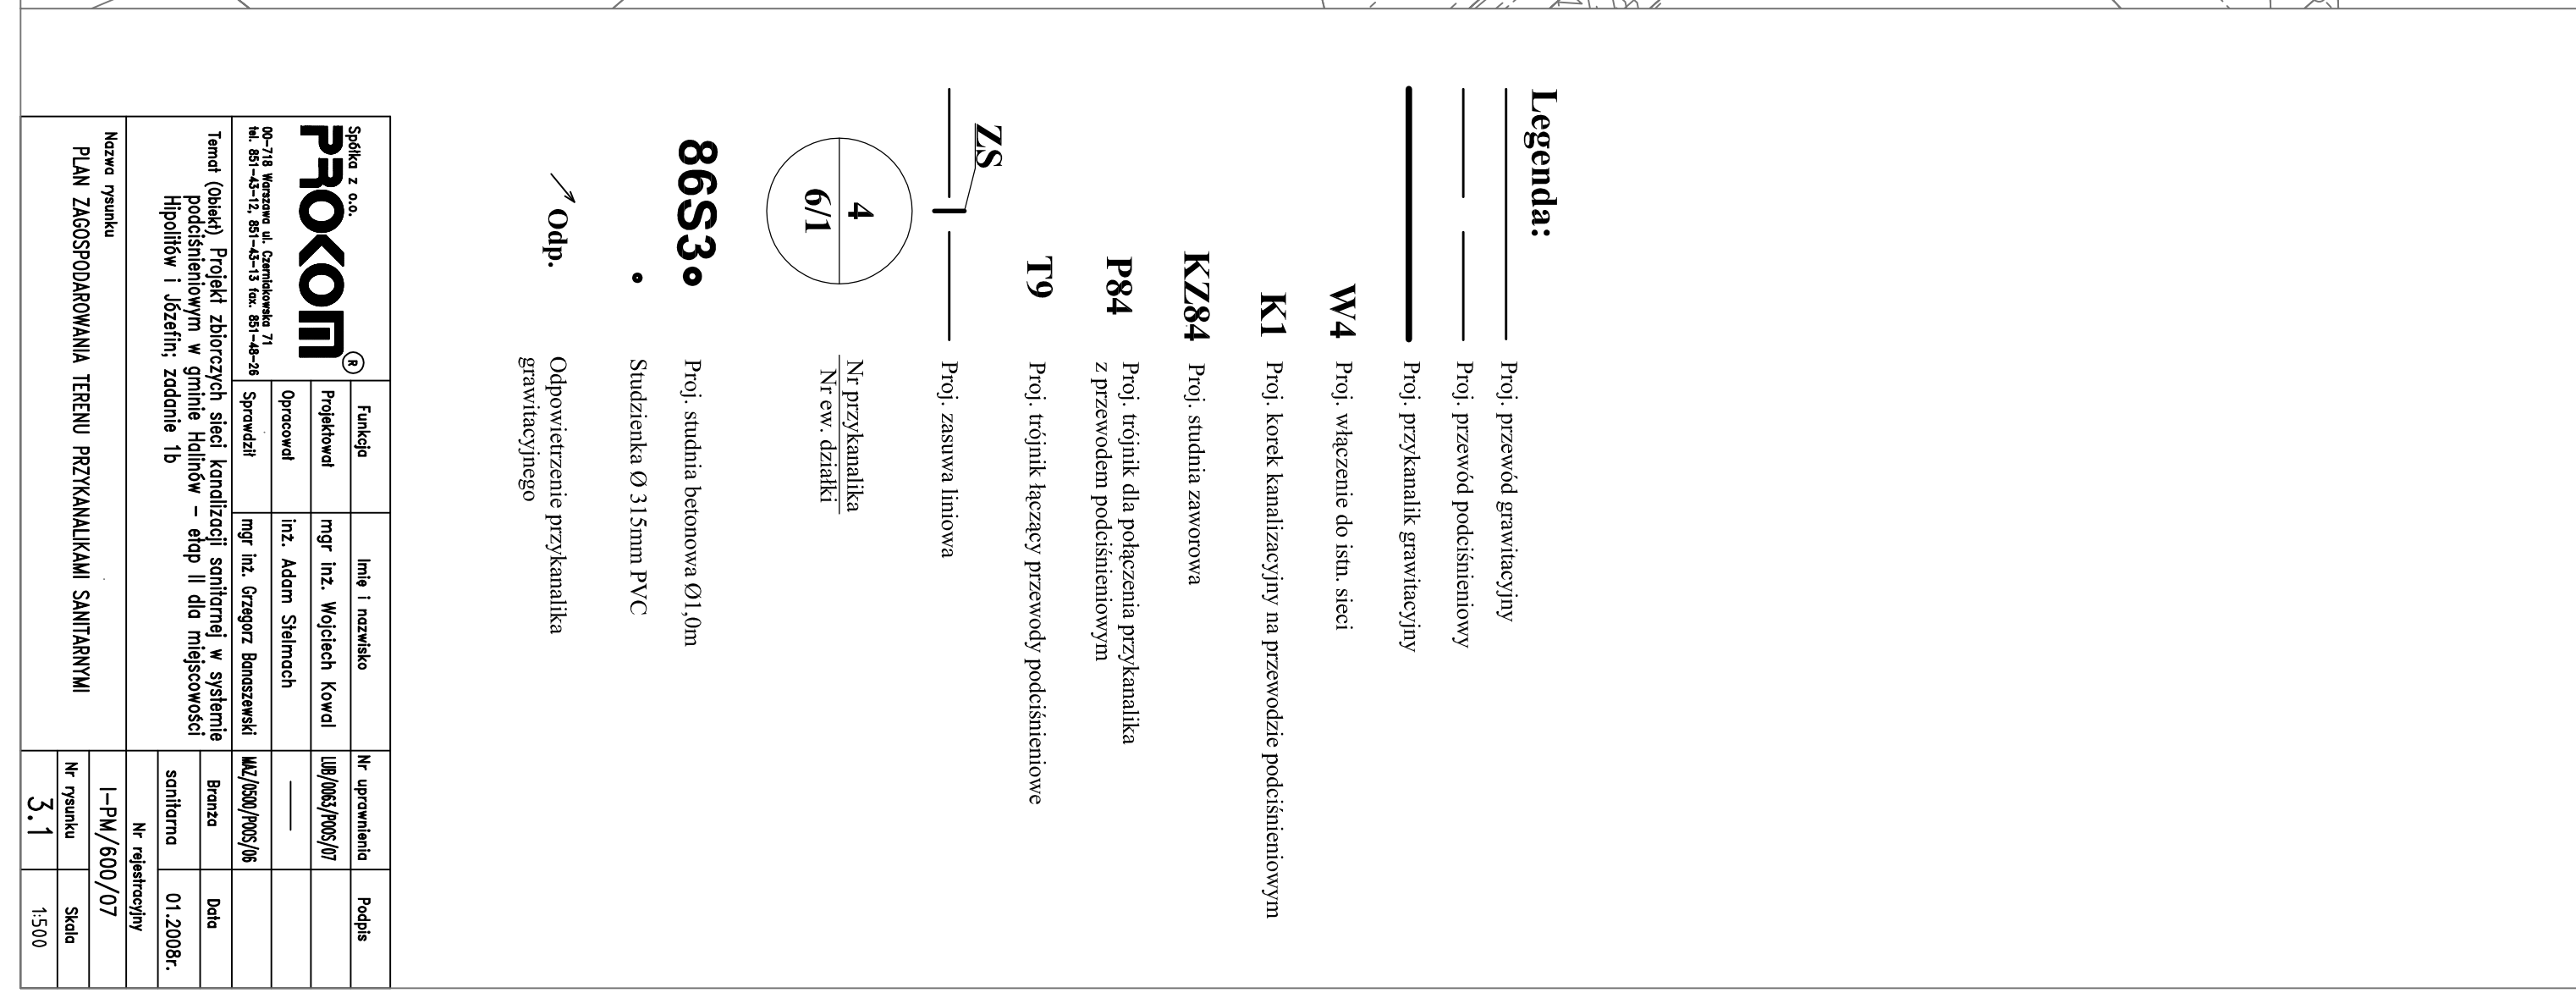 Legenda:
Proj. przewód grawitacyjny
Proj. przewód podciśnieniowy
Proj. przykanalik grawitacyjny
W4 Proj. włączenie do istn. sieci
K1 Proj. korek kanalizacyjny na przewodzie podciśnieniowym
KZ84 Proj. studnia zaworowa
P84 Proj. trójnik dla połączenia przykanalika
z przewodem podciśnieniowym
T9 Proj. trójnik łączący przewody podciśnieniowe
ZS
Proj. zasuwa liniowa
4 Nr przykanalika
6/1 Nr ew. działki
86S3 Proj. studnia betonowa Ø1,0m
Studzienka Ø 315mm PVC
Odp. Odpowietrzenie przykanalika
grawitacyjnego
Spółka z o.o.
PROKOM ®
00-718 Warszawa ul. Czerniakowska 71
tel. 851-43-12, 851-43-13 fax. 851-48-26
Funkcja Imię i nazwisko Nr uprawnienia Podpis
Projektował mgr inż. Wojciech Kowal LUB/0063/POOS/07
Opracował inż. Adam Stelmach
Sprawdził mgr inż. Grzegorz Banaszewski MAZ/0500/POOS/06
Temat (Obiekt) Projekt zbiorczych sieci kanalizacji sanitarnej w systemie
podciśnieniowym w gminie Halinów – etap II dla miejscowości
Hipolitów i Józefin; zadanie 1b
Branża Data
sanitarna 01.2008r.
Nr rejestracyjny
I-PM/600/07
Nazwa rysunku
PLAN ZAGOSPODAROWANIA TERENU PRZYKANALIKAMI SANITARNYMI
Nr rysunku Skala
3.1 1:500